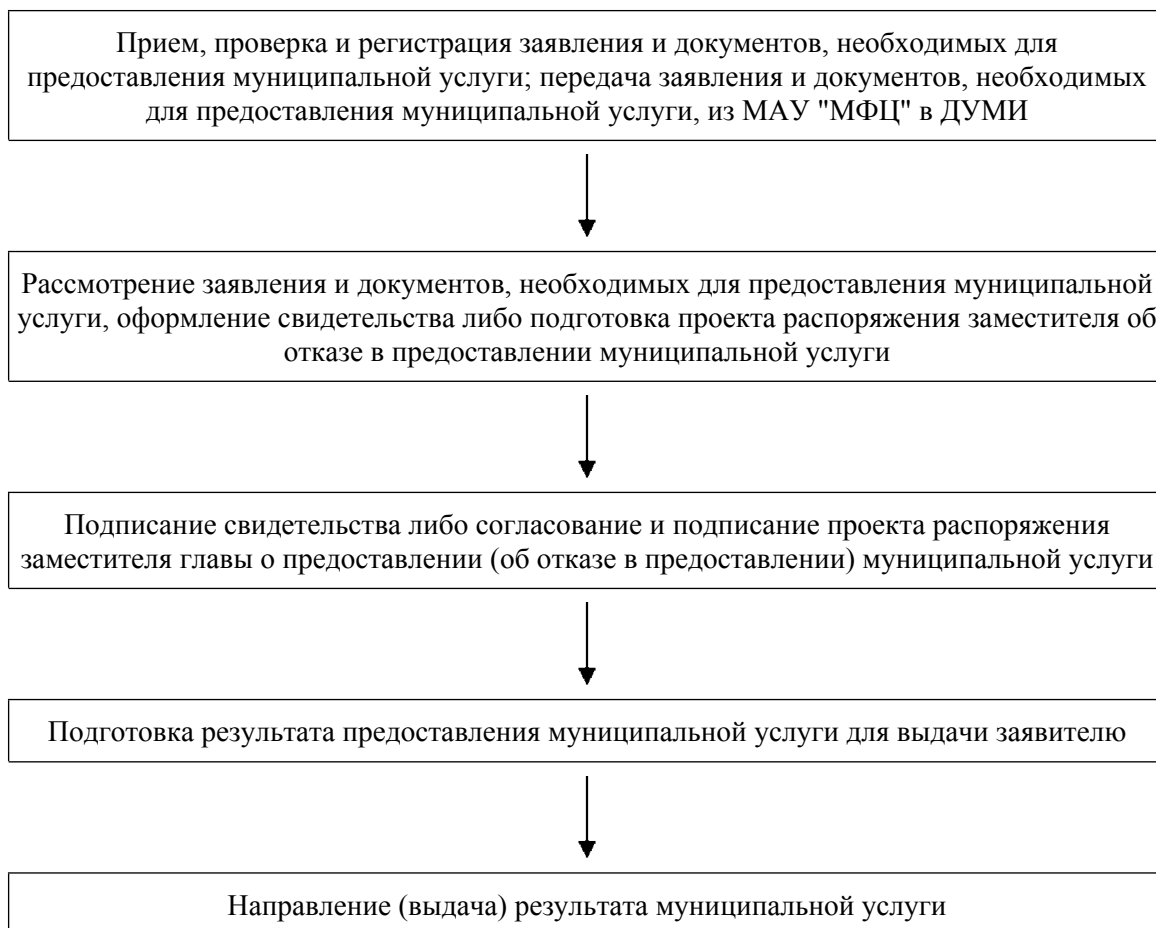 Прием, проверка и регистрация заявления и документов, необходимых для
предоставления муниципальной услуги; передача заявления и документов, необходимых
для предоставления муниципальной услуги, из МАУ "МФЦ" в ДУМИ
Рассмотрение заявления и документов, необходимых для предоставления муниципальной
услуги, оформление свидетельства либо подготовка проекта распоряжения заместителя об
отказе в предоставлении муниципальной услуги
Подписание свидетельства либо согласование и подписание проекта распоряжения
заместителя главы о предоставлении (об отказе в предоставлении) муниципальной услуги
Подготовка результата предоставления муниципальной услуги для выдачи заявителю
Направление (выдача) результата муниципальной услуги